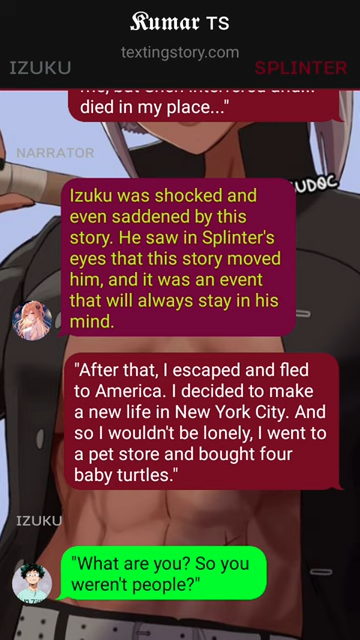 Kumar TS
textingstory.com
IZUKU
SPLINTER
died in my place..."
NARRATOR
UDOC
Izuku was shocked and
even saddened by this
story. He saw in Splinter's
eyes that this story moved
him, and it was an event
that will always stay in his
mind.
"After that, I escaped and fled
to America. I decided to make
a new life in New York City. And
so I wouldn't be lonely, I went to
a pet store and bought four
baby turtles."
IZUKU
"What are you? So you
weren't people?"